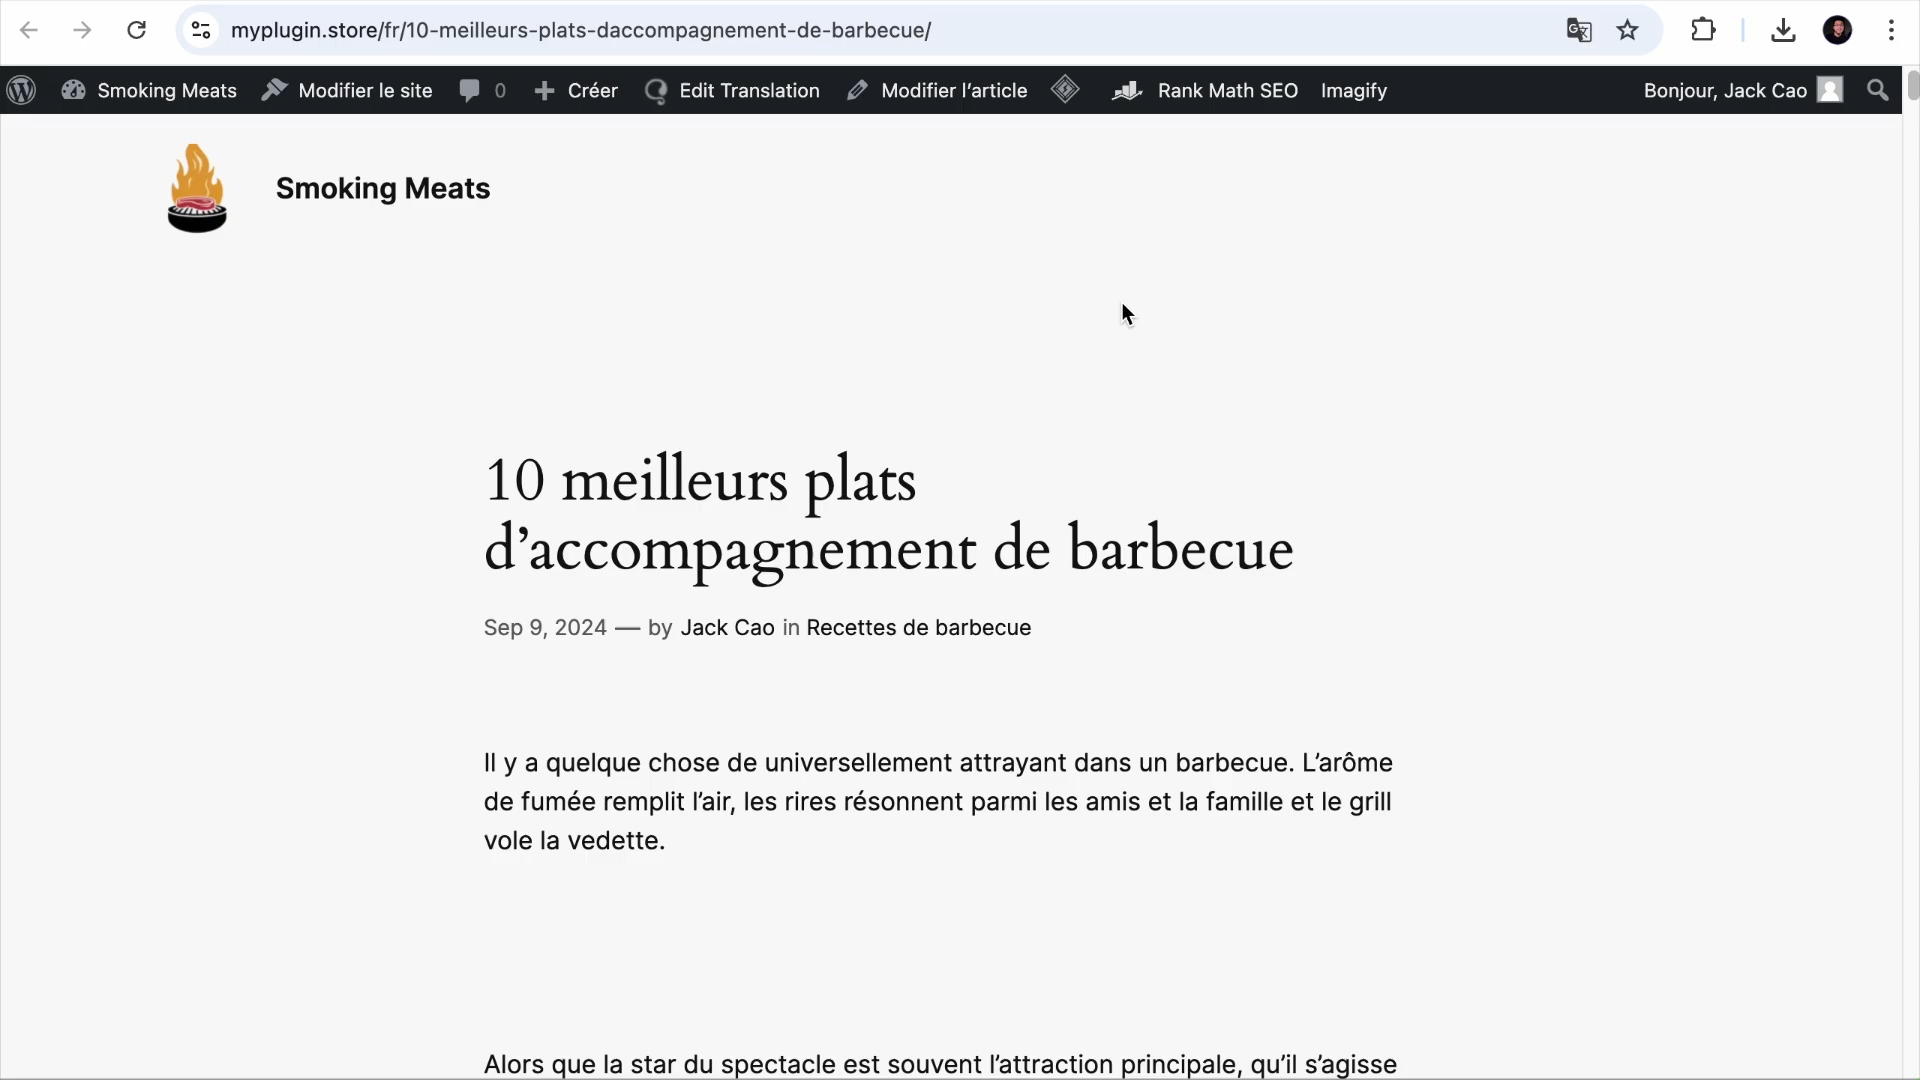 myplugin.store/fr/10-meilleurs-plats-daccompagnement-de-barbecue/
Smoking Meats Modifier le site 0 Créer Edit Translation Modifier l’article Rank Math SEO Imagify Bonjour, Jack Cao
Smoking Meats
10 meilleurs plats
d’accompagnement de barbecue
Sep 9, 2024 — by Jack Cao in Recettes de barbecue
Il y a quelque chose de universellement attrayant dans un barbecue. L’arôme
de fumée remplit l’air, les rires résonnent parmi les amis et la famille et le grill
vole la vedette.
Alors que la star du spectacle est souvent l’attraction principale, qu’il s’agisse